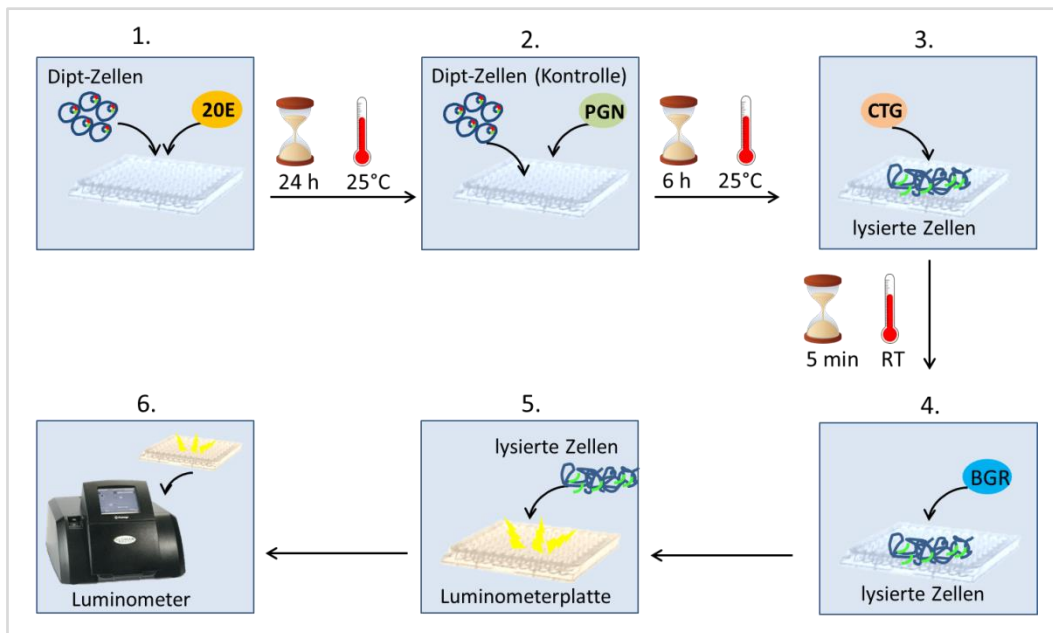 1.
Dipt-Zellen
20E
24 h
25°C
2.
Dipt-Zellen (Kontrolle)
PGN
6 h
25°C
3.
CTG
lysierte Zellen
5 min
RT
4.
BGR
lysierte Zellen
5.
lysierte Zellen
Luminometerplatte
6.
Luminometer